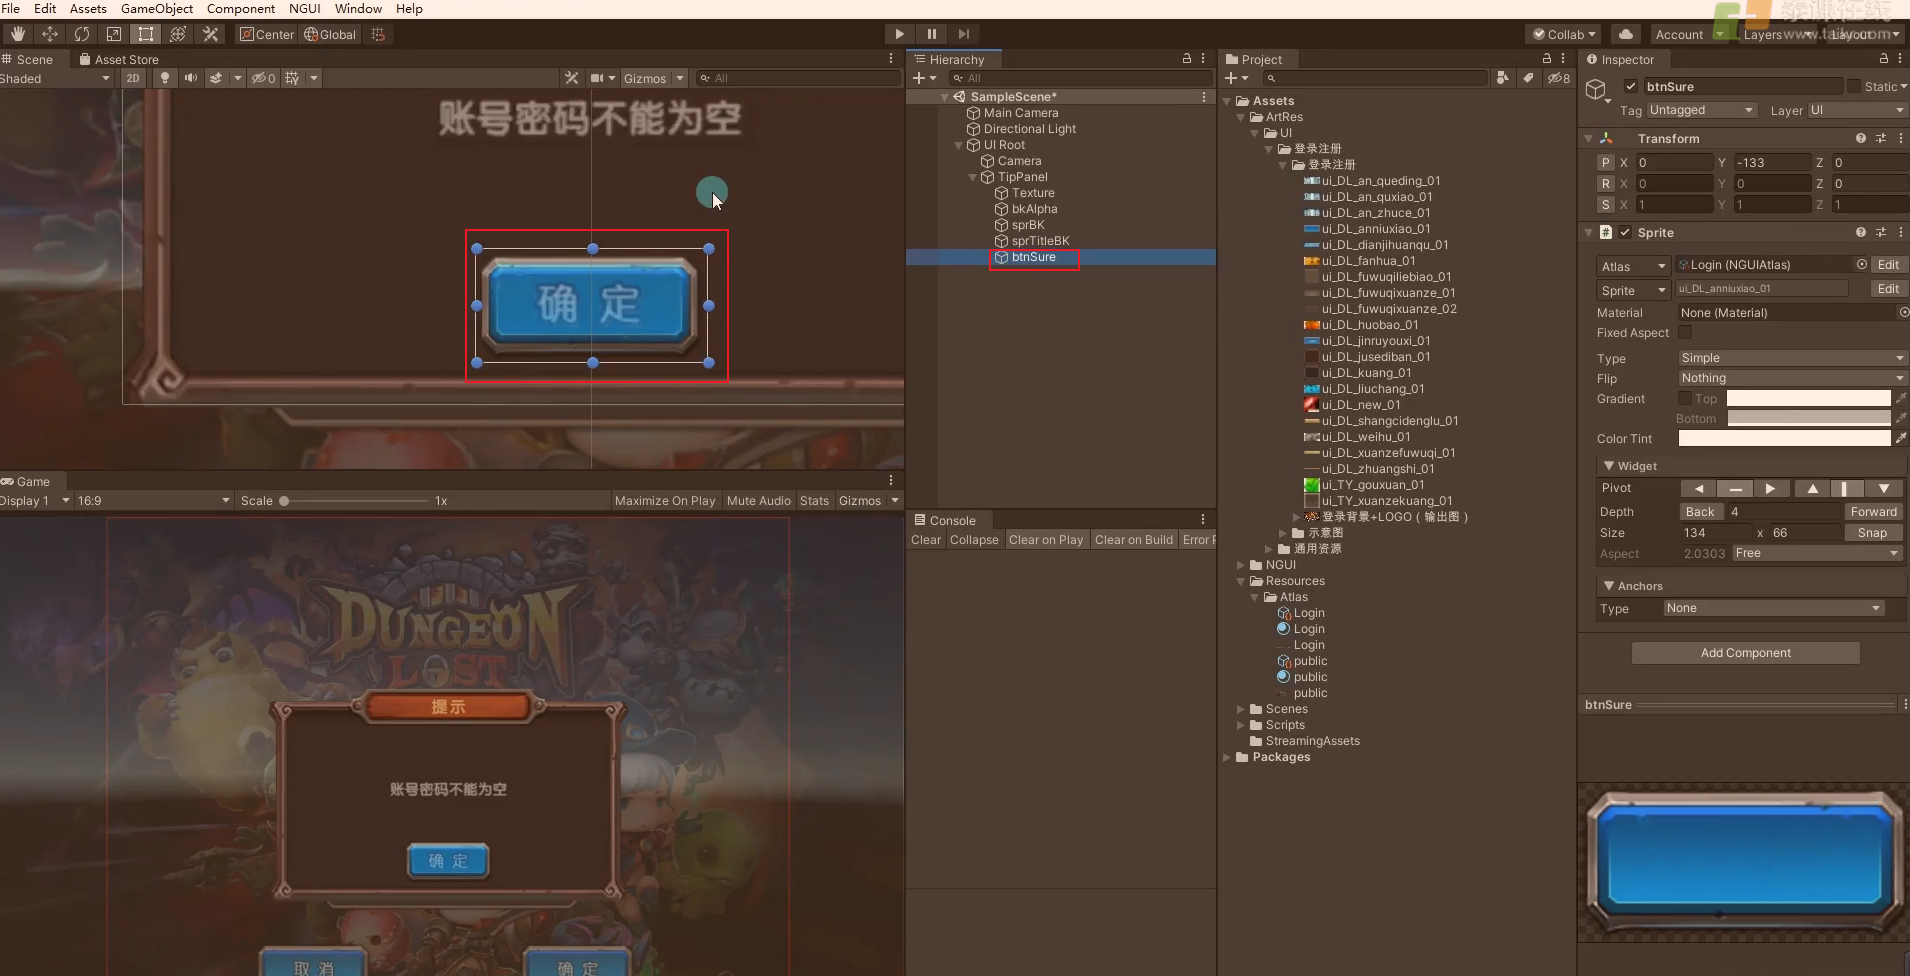 File Edit Assets GameObject Component NGUI Window Help
泰课在线
www.taikr.com
Center Global Collab Account Layers Layout
Scene Asset Store
Shaded 2D 0 Gizmos All
账号密码不能为空
确 定
Game
Display 1 16:9 Scale 1x Maximize On Play Mute Audio Stats Gizmos
DUNGEON
LOST
提示
账号密码不能为空
确 定
取 消 确 定
Hierarchy
All
SampleScene*
Main Camera
Directional Light
UI Root
Camera
TipPanel
Texture
bkAlpha
sprBK
sprTitleBK
btnSure
Console
Clear Collapse Clear on Play Clear on Build Error P
Project
8
Assets
ArtRes
UI
登录注册
登录注册
ui_DL_an_queding_01
ui_DL_an_quxiao_01
ui_DL_an_zhuce_01
ui_DL_anniuxiao_01
ui_DL_dianjihuanqu_01
ui_DL_fanhua_01
ui_DL_fuwuqiliebiao_01
ui_DL_fuwuqixuanze_01
ui_DL_fuwuqixuanze_02
ui_DL_huobao_01
ui_DL_jinruyouxi_01
ui_DL_jusediban_01
ui_DL_kuang_01
ui_DL_liuchang_01
ui_DL_new_01
ui_DL_shangcidenglu_01
ui_DL_weihu_01
ui_DL_xuanzefuwuqi_01
ui_DL_zhuangshi_01
ui_TY_gouxuan_01
ui_TY_xuanzekuang_01
登录背景+LOGO（输出图）
示意图
通用资源
NGUI
Resources
Atlas
Login
Login
Login
public
public
public
Scenes
Scripts
StreamingAssets
Packages
Inspector
btnSure Static
Tag Untagged Layer UI
Transform
P X 0 Y -133 Z 0
R X 0 Y 0 Z 0
S X 1 Y 1 Z 1
Sprite
Atlas Login (NGUIAtlas) Edit
Sprite ui_DL_anniuxiao_01 Edit
Material None (Material)
Fixed Aspect
Type Simple
Flip Nothing
Gradient Top
Bottom
Color Tint
Widget
Pivot
Depth Back 4 Forward
Size 134 x 66 Snap
Aspect 2.0303 Free
Anchors
Type None
Add Component
btnSure